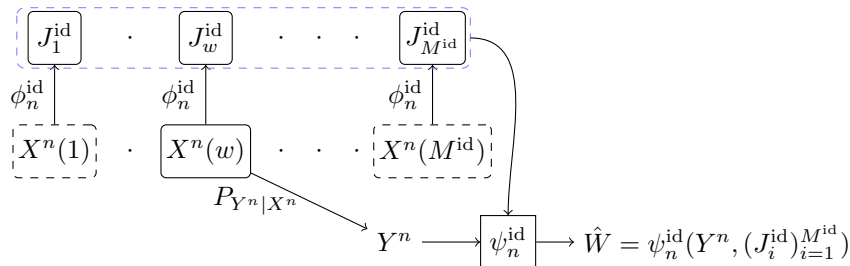 J_1^{id} · J_w^{id} · · · J_{M^{id}}^{id}
ϕ_n^{id} ϕ_n^{id} ϕ_n^{id}
X^n(1) · X^n(w) · · · X^n(M^{id})
P_{Y^n|X^n}
Y^n ψ_n^{id} Ŵ = ψ_n^{id}(Y^n, (J_i^{id})_{i=1}^{M^{id}})